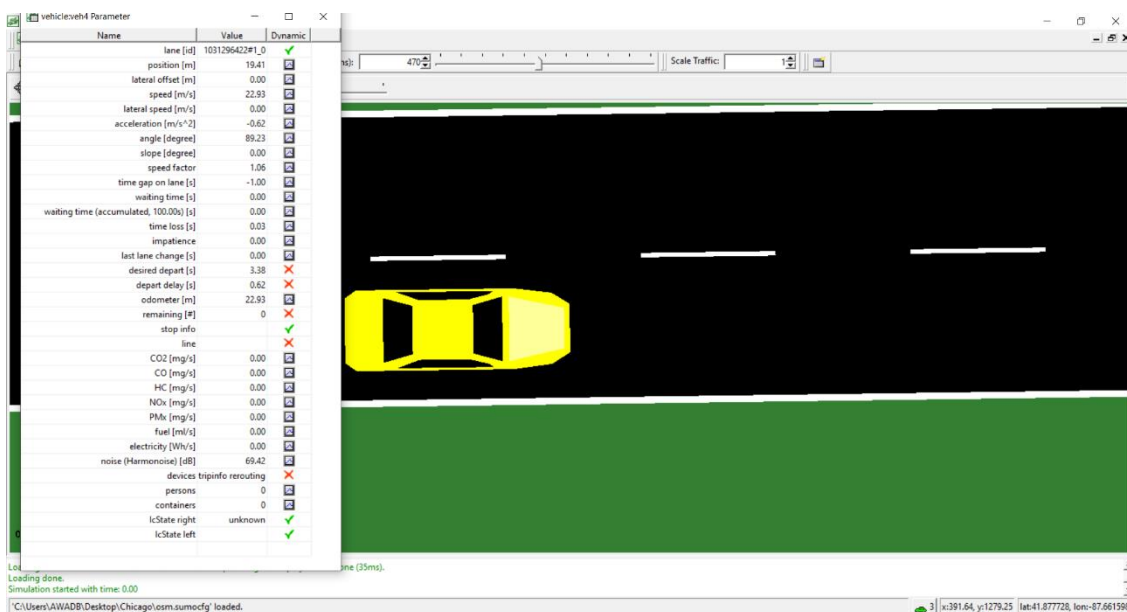 vehicle:veh4 Parameter
Name Value Dynamic
lane [id] 1031296422#1_0
position [m] 19.41
lateral offset [m] 0.00
speed [m/s] 22.93
lateral speed [m/s] 0.00
acceleration [m/s^2] -0.62
angle [degree] 89.23
slope [degree] 0.00
speed factor 1.06
time gap on lane [s] -1.00
waiting time [s] 0.00
waiting time (accumulated, 100.00s) [s] 0.00
time loss [s] 0.03
impatience 0.00
last lane change [s] 0.00
desired depart [s] 3.38
depart delay [s] 0.62
odometer [m] 22.93
remaining [#] 0
stop info
line
CO2 [mg/s] 0.00
CO [mg/s] 0.00
HC [mg/s] 0.00
NOx [mg/s] 0.00
PMx [mg/s] 0.00
fuel [ml/s] 0.00
electricity [Wh/s] 0.00
noise (Harmonoise) [dB] 69.42
devices tripinfo rerouting
persons 0
containers 0
lcState right unknown
lcState left
470
Scale Traffic: 1
one (35ms).
Loading done.
Simulation started with time: 0.00
'C:\Users\AWADB\Desktop\Chicago\osm.sumocfg' loaded.
3 x:391.64, y:1279.25 lat:41.877728, lon:-87.661598